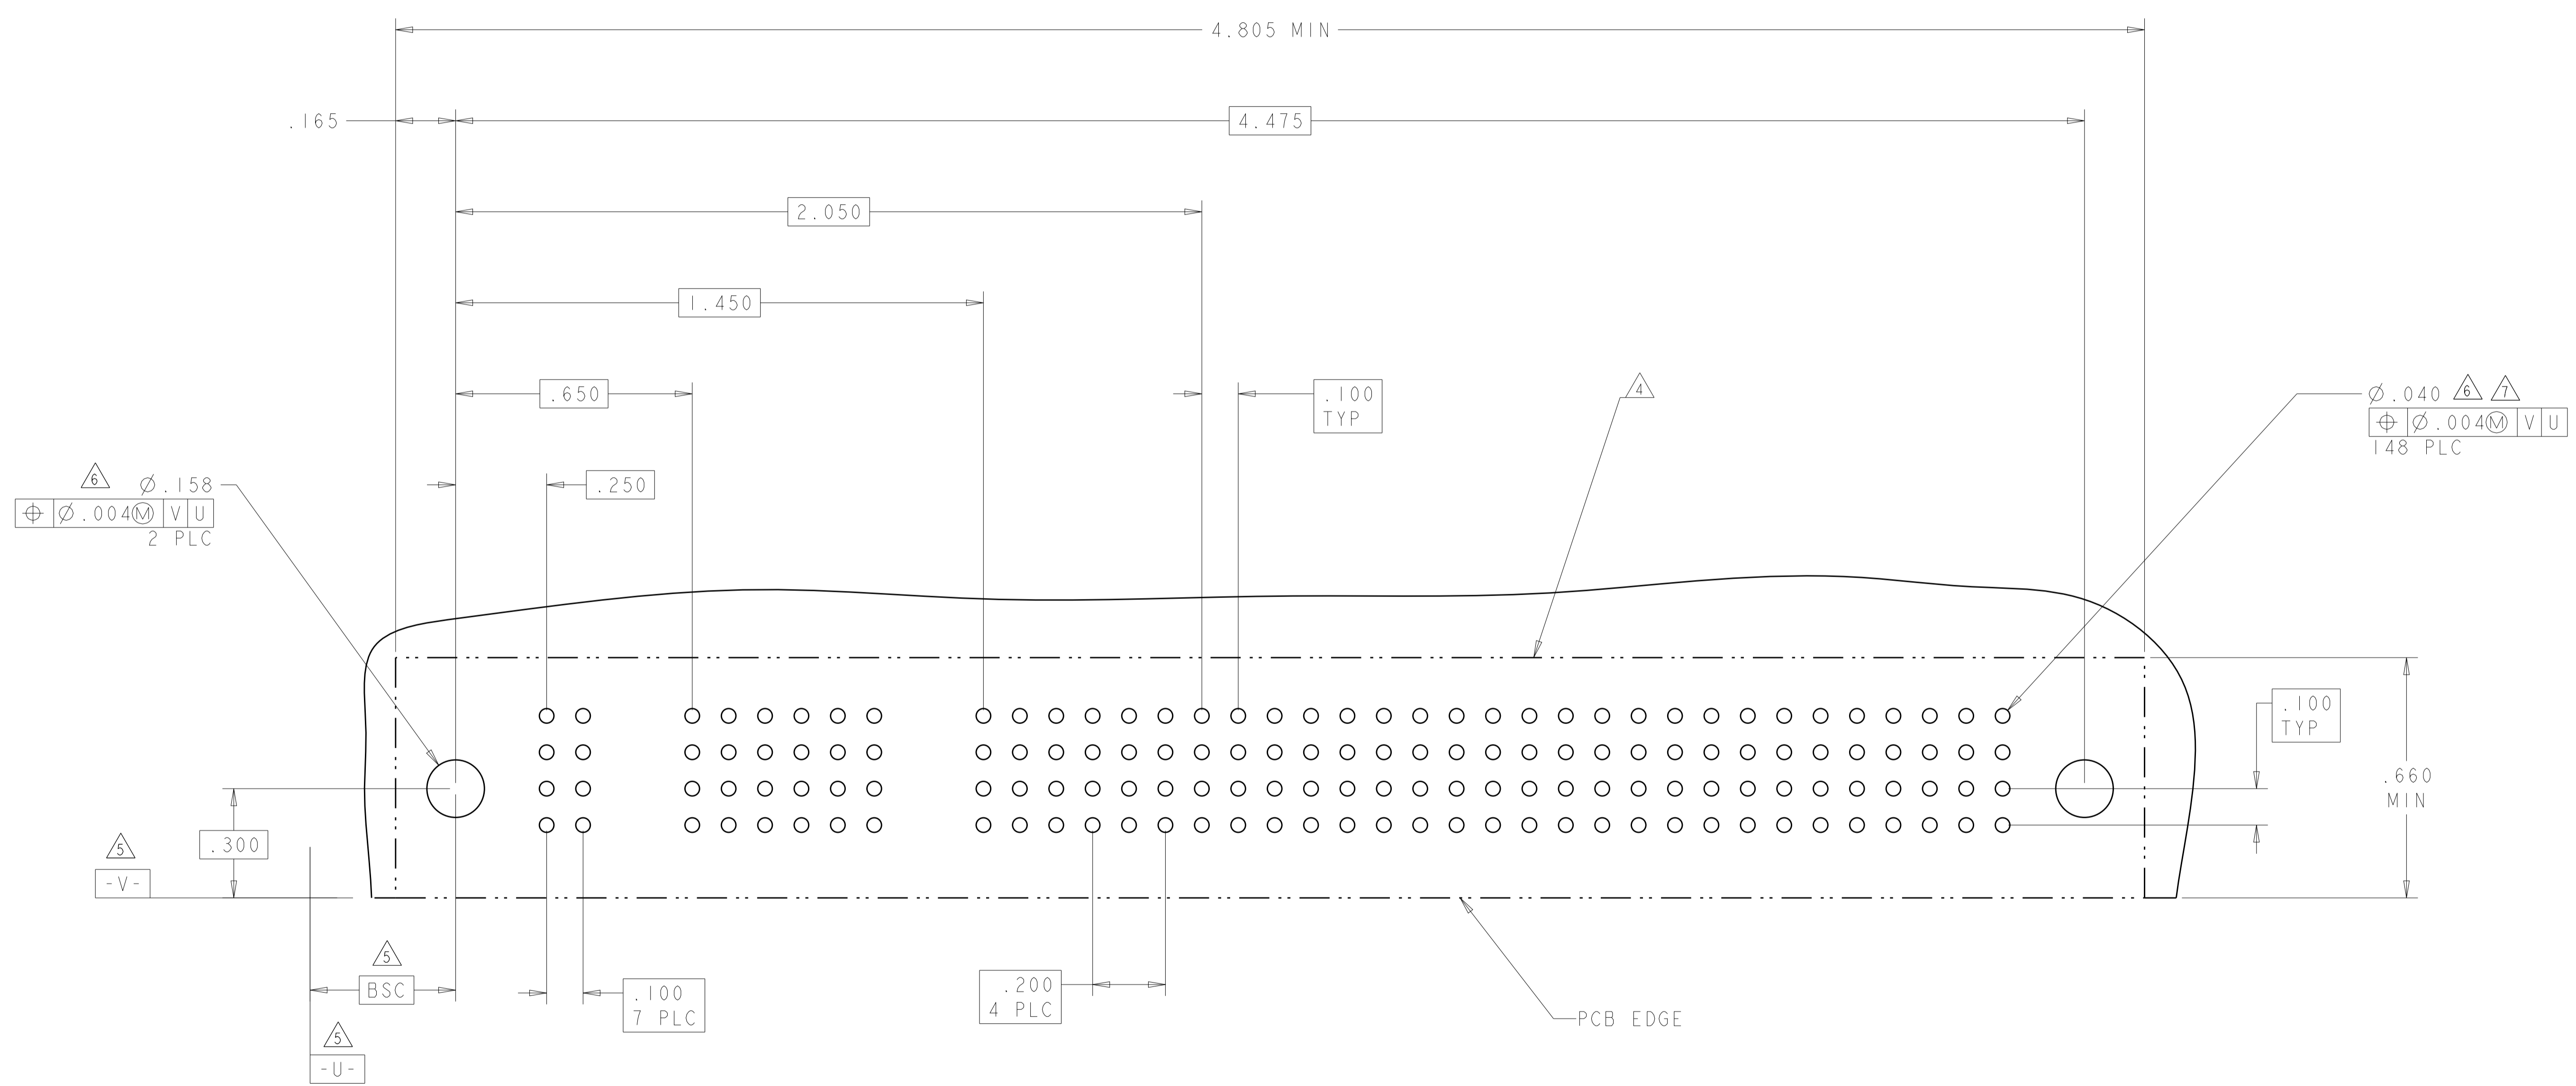 4.805 MIN
.165
4.475
2.050
1.450
.650
.100
TYP
4
Ø.040 6 7
⌖ Ø.004Ⓜ V U
148 PLC
.250
6 Ø.158
⌖ Ø.004Ⓜ V U
2 PLC
.100
TYP
.660
MIN
.300
5
-V-
5
BSC
5
-U-
.100
7 PLC
.200
4 PLC
PCB EDGE